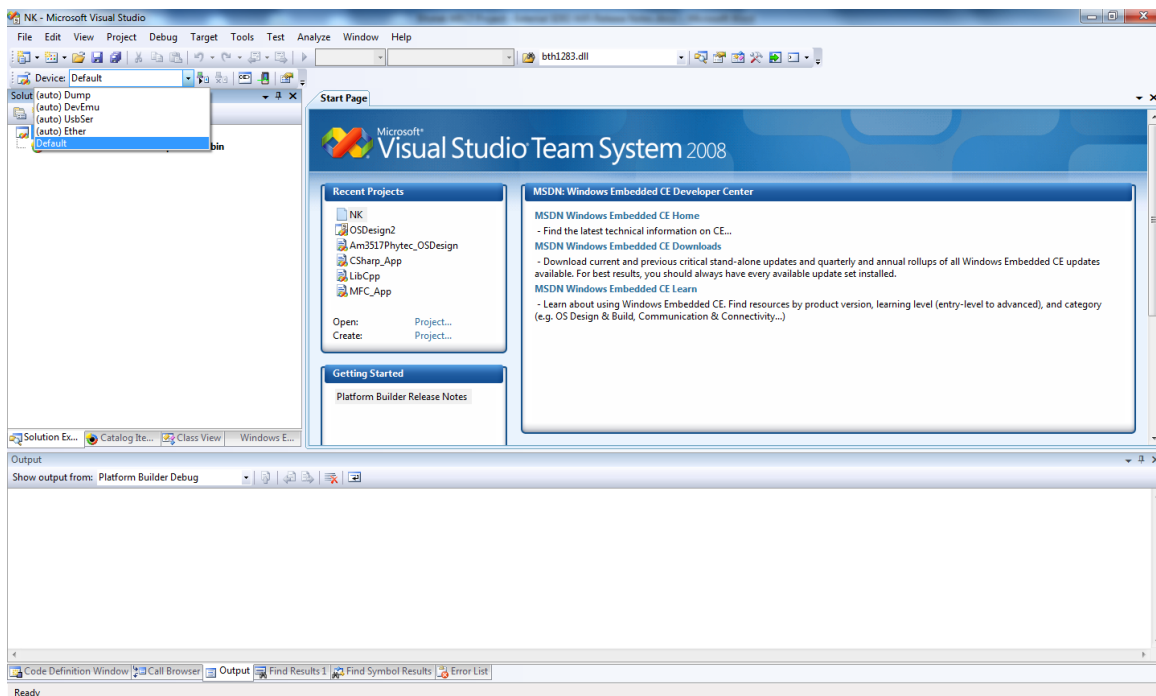 NK - Microsoft Visual Studio
File Edit View Project Debug Target Tools Test Analyze Window Help
bth1283.dll
Device: Default
(auto) Dump
(auto) DevEmu
(auto) UsbSer
(auto) Ether
Default
Solut
bin
Start Page
Microsoft®
Visual Studio Team System 2008
Recent Projects
NK
OSDesign2
Am3517Phytec_OSDesign
CSharp_App
LibCpp
MFC_App
Open: Project...
Create: Project...
Getting Started
Platform Builder Release Notes
MSDN: Windows Embedded CE Developer Center
MSDN Windows Embedded CE Home
- Find the latest technical information on CE...
MSDN Windows Embedded CE Downloads
- Download current and previous critical stand-alone updates and quarterly and annual rollups of all Windows Embedded CE updates
available. For best results, you should always have every available update set installed.
MSDN Windows Embedded CE Learn
- Learn about using Windows Embedded CE. Find resources by product version, learning level (entry-level to advanced), and category
(e.g. OS Design & Build, Communication & Connectivity...)
Solution Ex... Catalog Ite... Class View Windows E...
Output
Show output from: Platform Builder Debug
Code Definition Window Call Browser Output Find Results 1 Find Symbol Results Error List
Ready